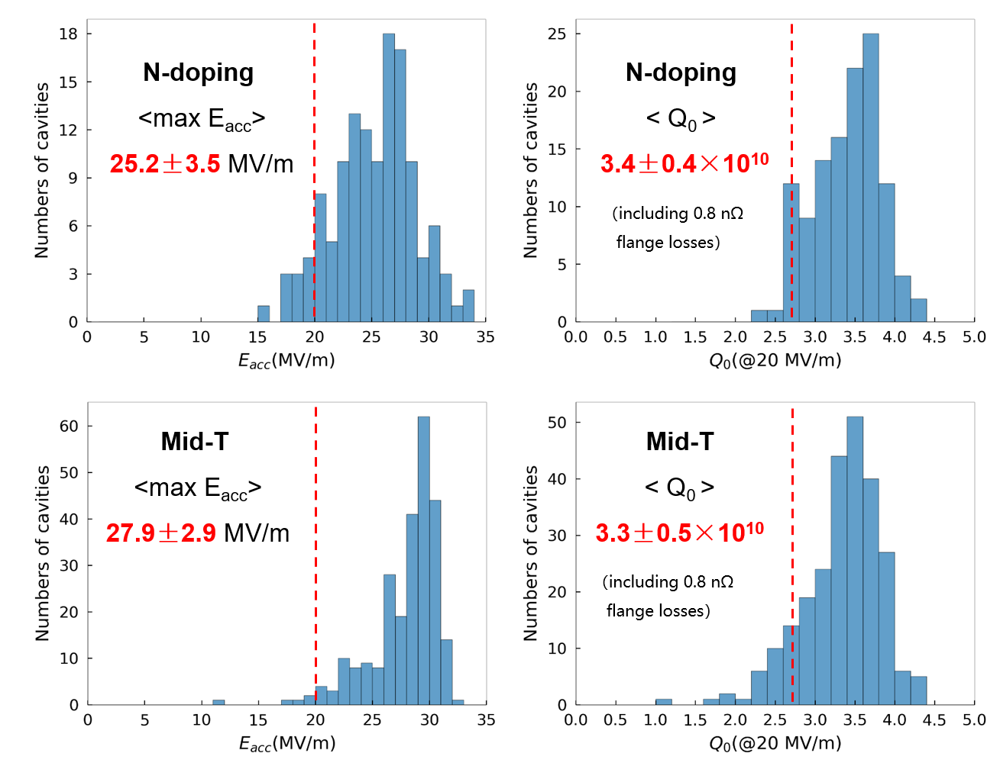 18
15
12
9
6
3
0
Numbers of cavities
N-doping
<max Eacc>
25.2±3.5 MV/m
0 5 10 15 20 25 30 35
Eacc(MV/m)
25
20
15
10
5
0
Numbers of cavities
N-doping
< Q0 >
3.4±0.4×10¹⁰
(including 0.8 nΩ
flange losses)
0.0 0.5 1.0 1.5 2.0 2.5 3.0 3.5 4.0 4.5 5.0
Q0(@20 MV/m)
60
50
40
30
20
10
0
Numbers of cavities
Mid-T
<max Eacc>
27.9±2.9 MV/m
0 5 10 15 20 25 30 35
Eacc(MV/m)
50
40
30
20
10
0
Numbers of cavities
Mid-T
< Q0 >
3.3±0.5×10¹⁰
(including 0.8 nΩ
flange losses)
0.0 0.5 1.0 1.5 2.0 2.5 3.0 3.5 4.0 4.5 5.0
Q0(@20 MV/m)